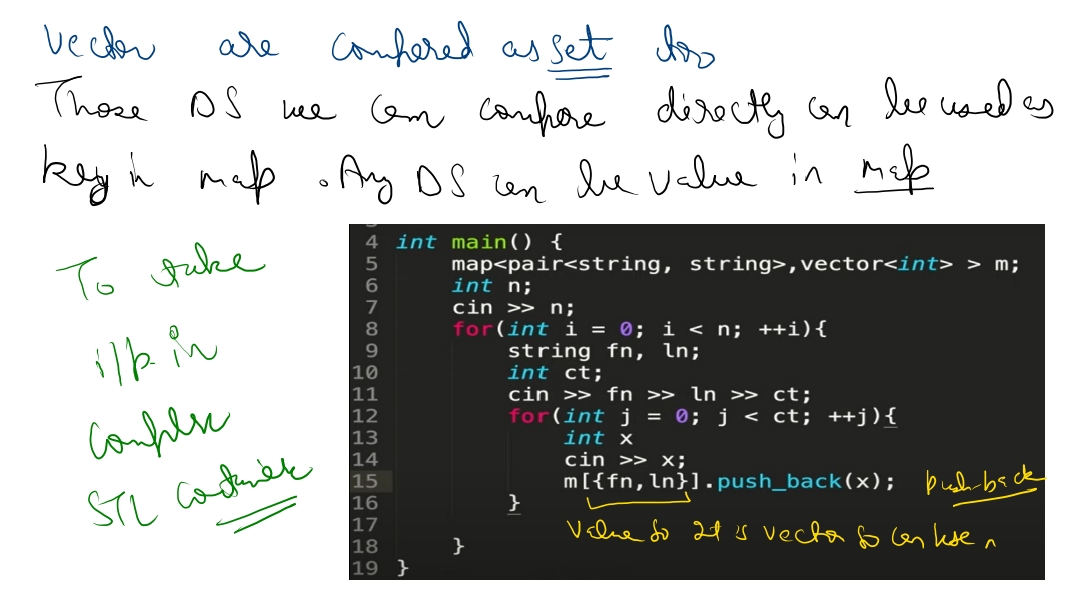 Vector are compared as set too
Those DS we can compare directly can be used as
key in map . Any DS can be value in map
To take
i/p in
complex
STL container
4 int main() {
5 map<pair<string, string>,vector<int> > m;
6 int n;
7 cin >> n;
8 for(int i = 0; i < n; ++i){
9 string fn, ln;
10 int ct;
11 cin >> fn >> ln >> ct;
12 for(int j = 0; j < ct; ++j){
13 int x
14 cin >> x;
15 m[{fn,ln}].push_back(x); push-back
16 }
17 value so it is vector so can use
18 }
19 }